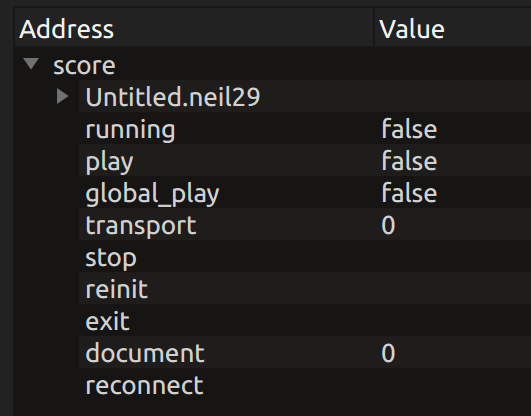 Address Value
score
Untitled.neil29
running false
play false
global_play false
transport 0
stop
reinit
exit
document 0
reconnect